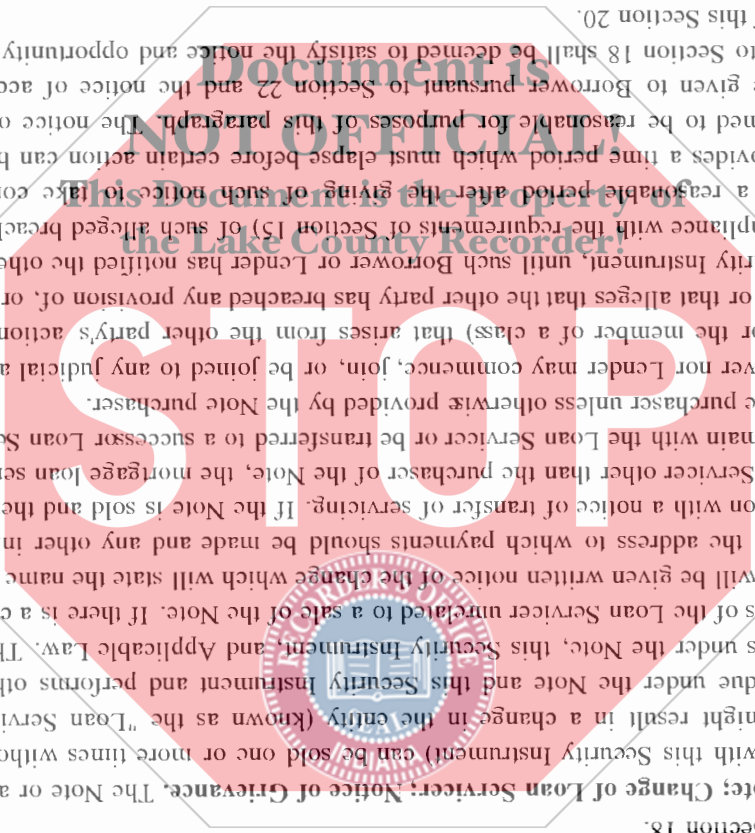 Section 18.
te; Change of Loan Servicer; Notice of Grievance. The Note or a
with this Security Instrument) can be sold one or more times witho
night result in a change in the entity (known as the "Loan Servi
due under the Note and this Security Instrument and performs oth
s under the Note, this Security Instrument, and Applicable Law. Th
s of the Loan Servicer unrelated to a sale of the Note. If there is a c
will be given written notice of the change which will state the name
the address to which payments should be made and any other in
on with a notice of transfer of servicing. If the Note is sold and the
Servicer other than the purchaser of the Note, the mortgage loan ser
main with the Loan Servicer or be transferred to a successor Loan Se
e purchaser unless otherwise provided by the Note purchaser.
ver nor Lender may commence, join, or be joined to any judicial a
or the member of a class) that arises from the other party's action
or that alleges that the other party has breached any provision of, or
rity Instrument, until such Borrower or Lender has notified the othe
pliance with the requirements of Section 15) of such alleged breach
a reasonable period after the giving of such notice to take co
vides a time period which must elapse before certain action can b
med to be reasonable for purposes of this paragraph. The notice o
e given to Borrower pursuant to Section 22 and the notice of acc
to Section 18 shall be deemed to satisfy the notice and opportunity
this Section 20.
Document is
NOT OFFICIAL!
This Document is the property of
the Lake County Recorder!
STOP
RECORDER'S OFFICE
SEAL
INDIANA